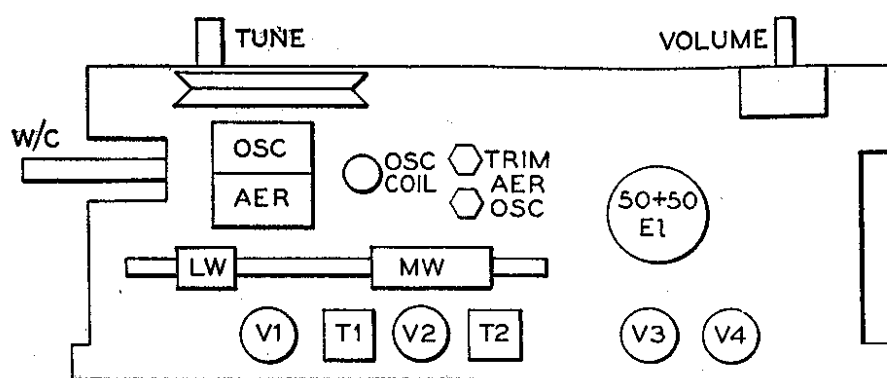 TUNE
VOLUME
W/C
OSC
AER
OSC
COIL
TRIM
AER
OSC
50+50
E1
LW
MW
V1
T1
V2
T2
V3
V4